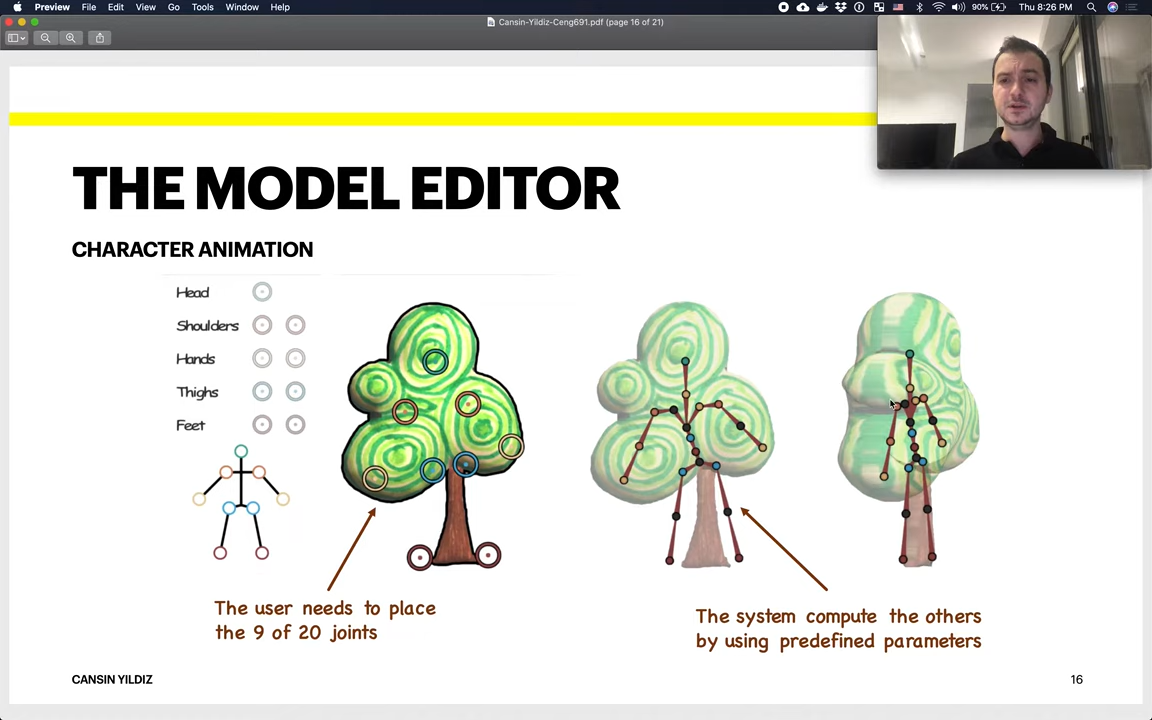 Preview File Edit View Go Tools Window Help
90% Thu 8:26 PM
Cansin-Yildiz-Ceng691.pdf (page 16 of 21)
THE MODEL EDITOR
CHARACTER ANIMATION
Head
Shoulders
Hands
Thighs
Feet
The user needs to place
the 9 of 20 joints
The system compute the others
by using predefined parameters
CANSIN YILDIZ
16